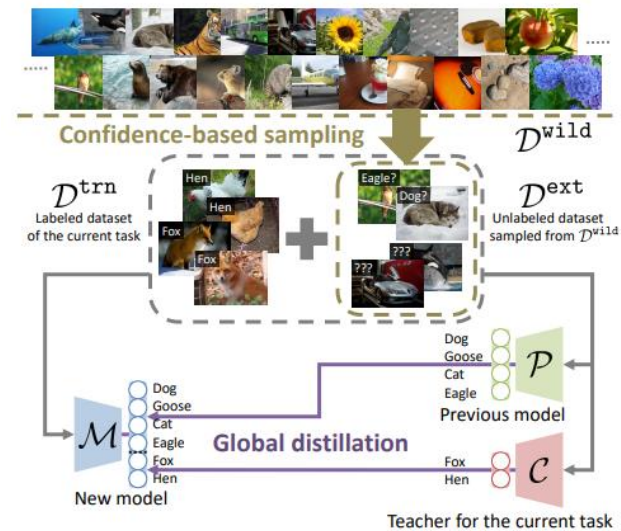 .....
.....
Confidence-based sampling
𝒟^wild
𝒟^trn
Labeled dataset
of the current task
Hen
Hen
Fox
Fox
+
Eagle?
Dog?
???
???
𝒟^ext
Unlabeled dataset
sampled from 𝒟^wild
Dog
Goose
Cat
Eagle
𝒫
Previous model
Dog
Goose
Cat
Eagle
Fox
Hen
ℳ
New model
Global distillation
Fox
Hen
𝒞
Teacher for the current task